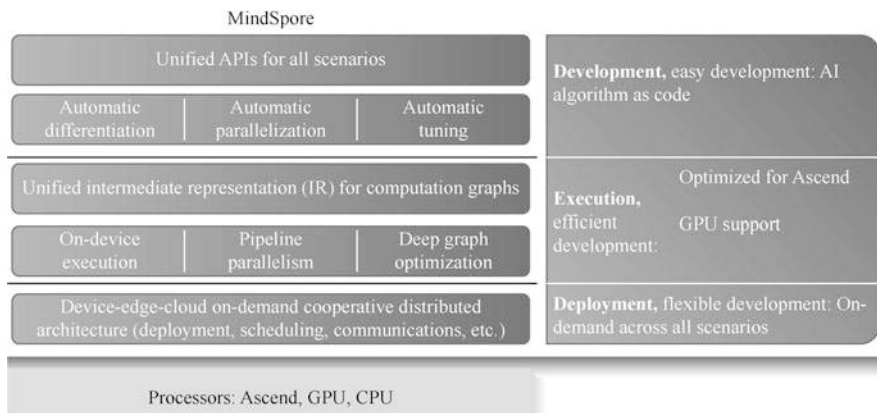 MindSpore
Unified APIs for all scenarios
Automatic differentiation
Automatic parallelization
Automatic tuning
Unified intermediate representation (IR) for computation graphs
On-device execution
Pipeline parallelism
Deep graph optimization
Device-edge-cloud on-demand cooperative distributed
architecture (deployment, scheduling, communications, etc.)
Processors: Ascend, GPU, CPU
Development, easy development: AI
algorithm as code
Execution,
efficient
development:
Optimized for Ascend
GPU support
Deployment, flexible development: On-
demand across all scenarios